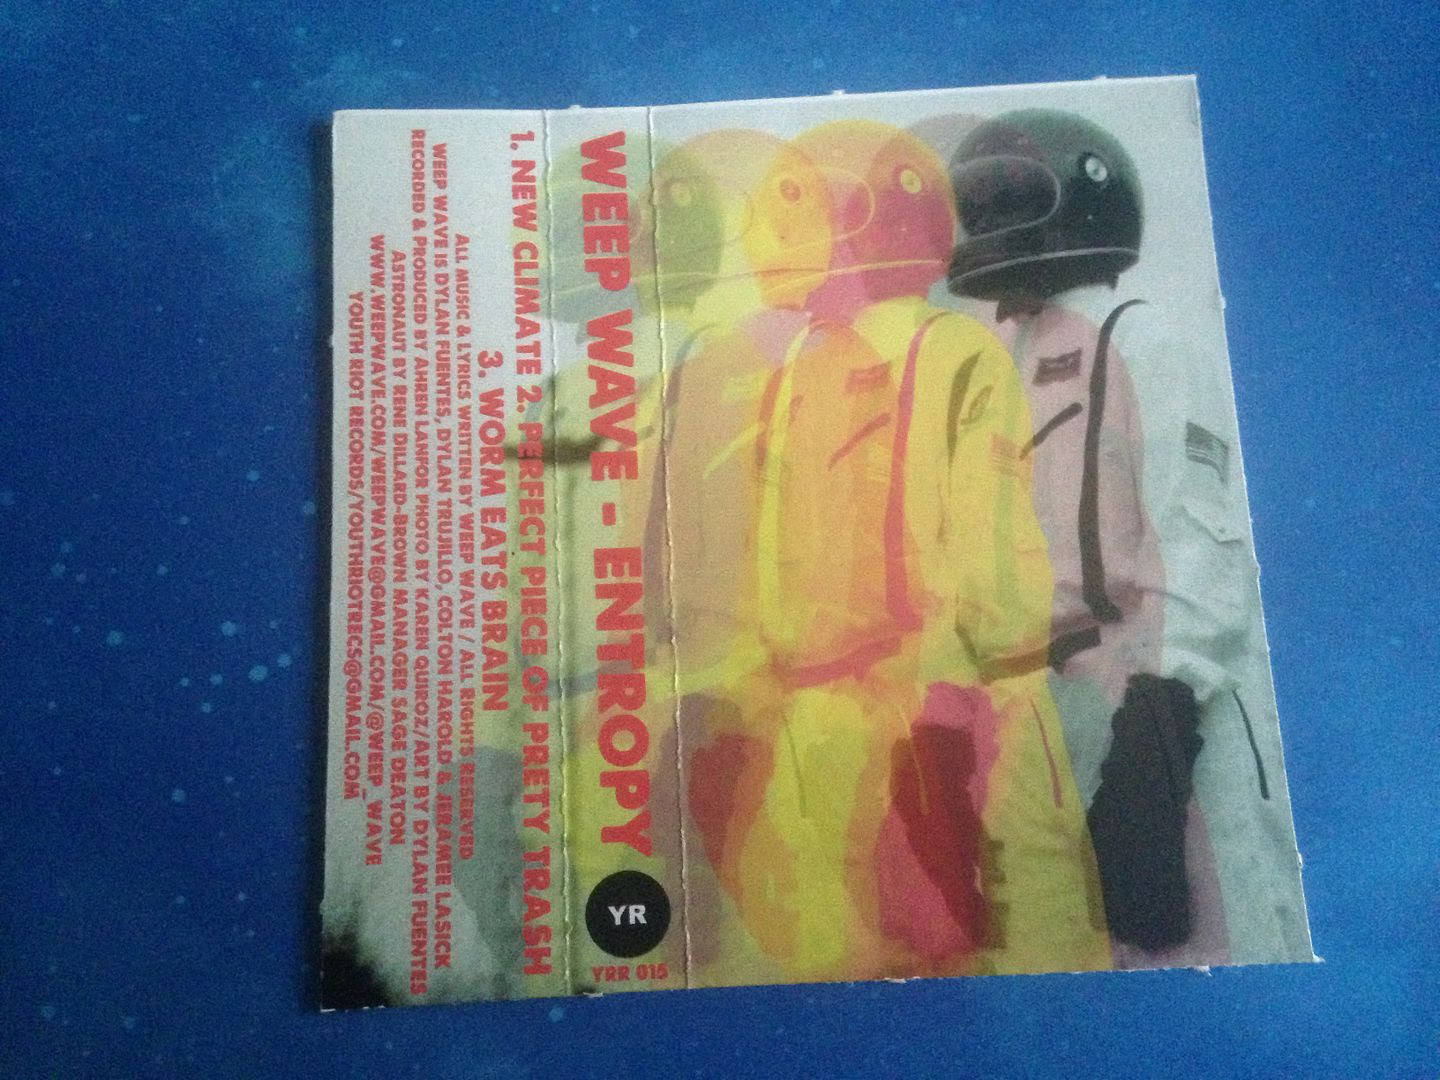 WEEP WAVE - ENTROPY
YR
YRR 015
1. NEW CLIMATE 2. PERFECT PIECE OF PRETY TRASH
3. WORM EATS BRAIN
ALL MUSIC & LYRICS WRITTEN BY WEEP WAVE / ALL RIGHTS RESERVED
WEEP WAVE IS DYLAN FUENTES, DYLAN TRUJILLO, COLTON HAROLD & JERAMEE LASICK
RECORDED & PRODUCED BY AHREN LANFOR PHOTO BY KAREN QUIROZ/ART BY DYLAN FUENTES
ASTRONAUT BY RENE DILLARD-BROWN MANAGER SAGE DEATON
WWW.WEEPWAVE.COM/WEEPWAVE@GMAIL.COM/@WEEP_WAVE
YOUTH RIOT RECORDS/YOUTHRIOTRECS@GMAIL.COM